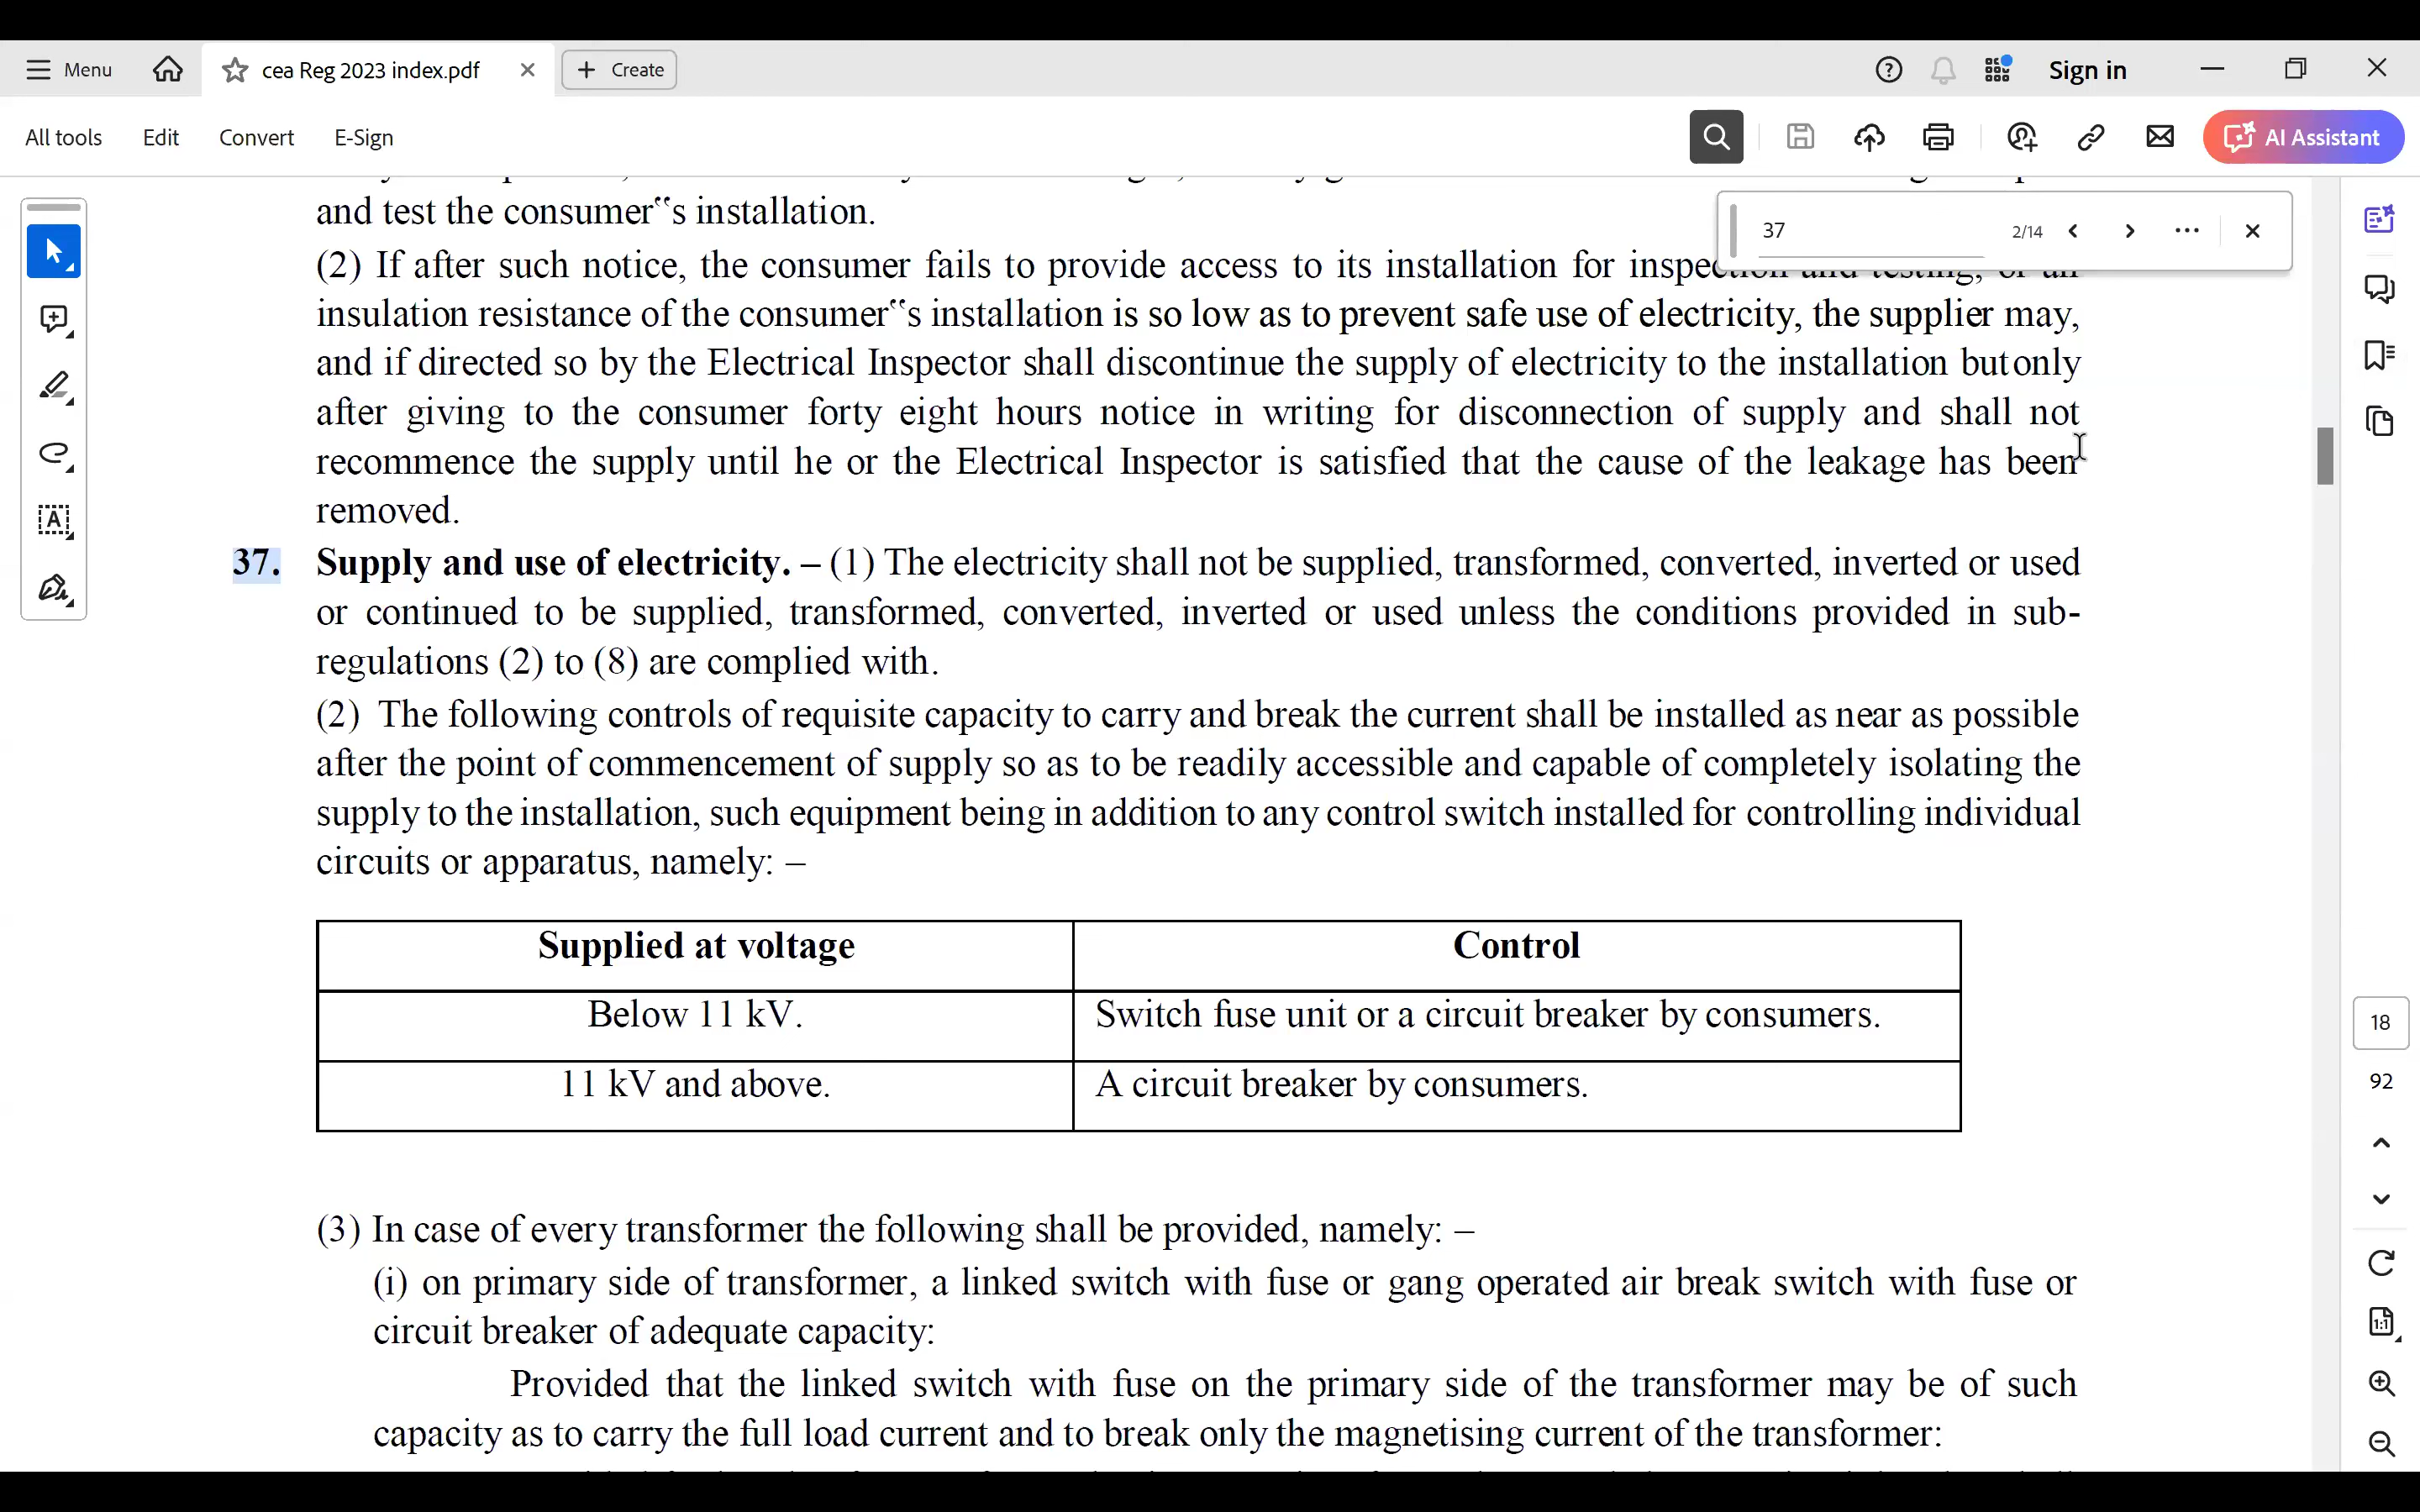 Menu
cea Reg 2023 index.pdf
Create
Sign in
All tools
Edit
Convert
E-Sign
AI Assistant
37
2/14
and test the consumer‟s installation.
(2) If after such notice, the consumer fails to provide access to its installation for inspection and testing, or an
insulation resistance of the consumer‟s installation is so low as to prevent safe use of electricity, the supplier may,
and if directed so by the Electrical Inspector shall discontinue the supply of electricity to the installation but only
after giving to the consumer forty eight hours notice in writing for disconnection of supply and shall not
recommence the supply until he or the Electrical Inspector is satisfied that the cause of the leakage has been
removed.
37. Supply and use of electricity. – (1) The electricity shall not be supplied, transformed, converted, inverted or used
or continued to be supplied, transformed, converted, inverted or used unless the conditions provided in sub-
regulations (2) to (8) are complied with.
(2) The following controls of requisite capacity to carry and break the current shall be installed as near as possible
after the point of commencement of supply so as to be readily accessible and capable of completely isolating the
supply to the installation, such equipment being in addition to any control switch installed for controlling individual
circuits or apparatus, namely: –
Supplied at voltage
Control
Below 11 kV.
Switch fuse unit or a circuit breaker by consumers.
11 kV and above.
A circuit breaker by consumers.
(3) In case of every transformer the following shall be provided, namely: –
(i) on primary side of transformer, a linked switch with fuse or gang operated air break switch with fuse or
circuit breaker of adequate capacity:
Provided that the linked switch with fuse on the primary side of the transformer may be of such
capacity as to carry the full load current and to break only the magnetising current of the transformer:
18
92
1:1